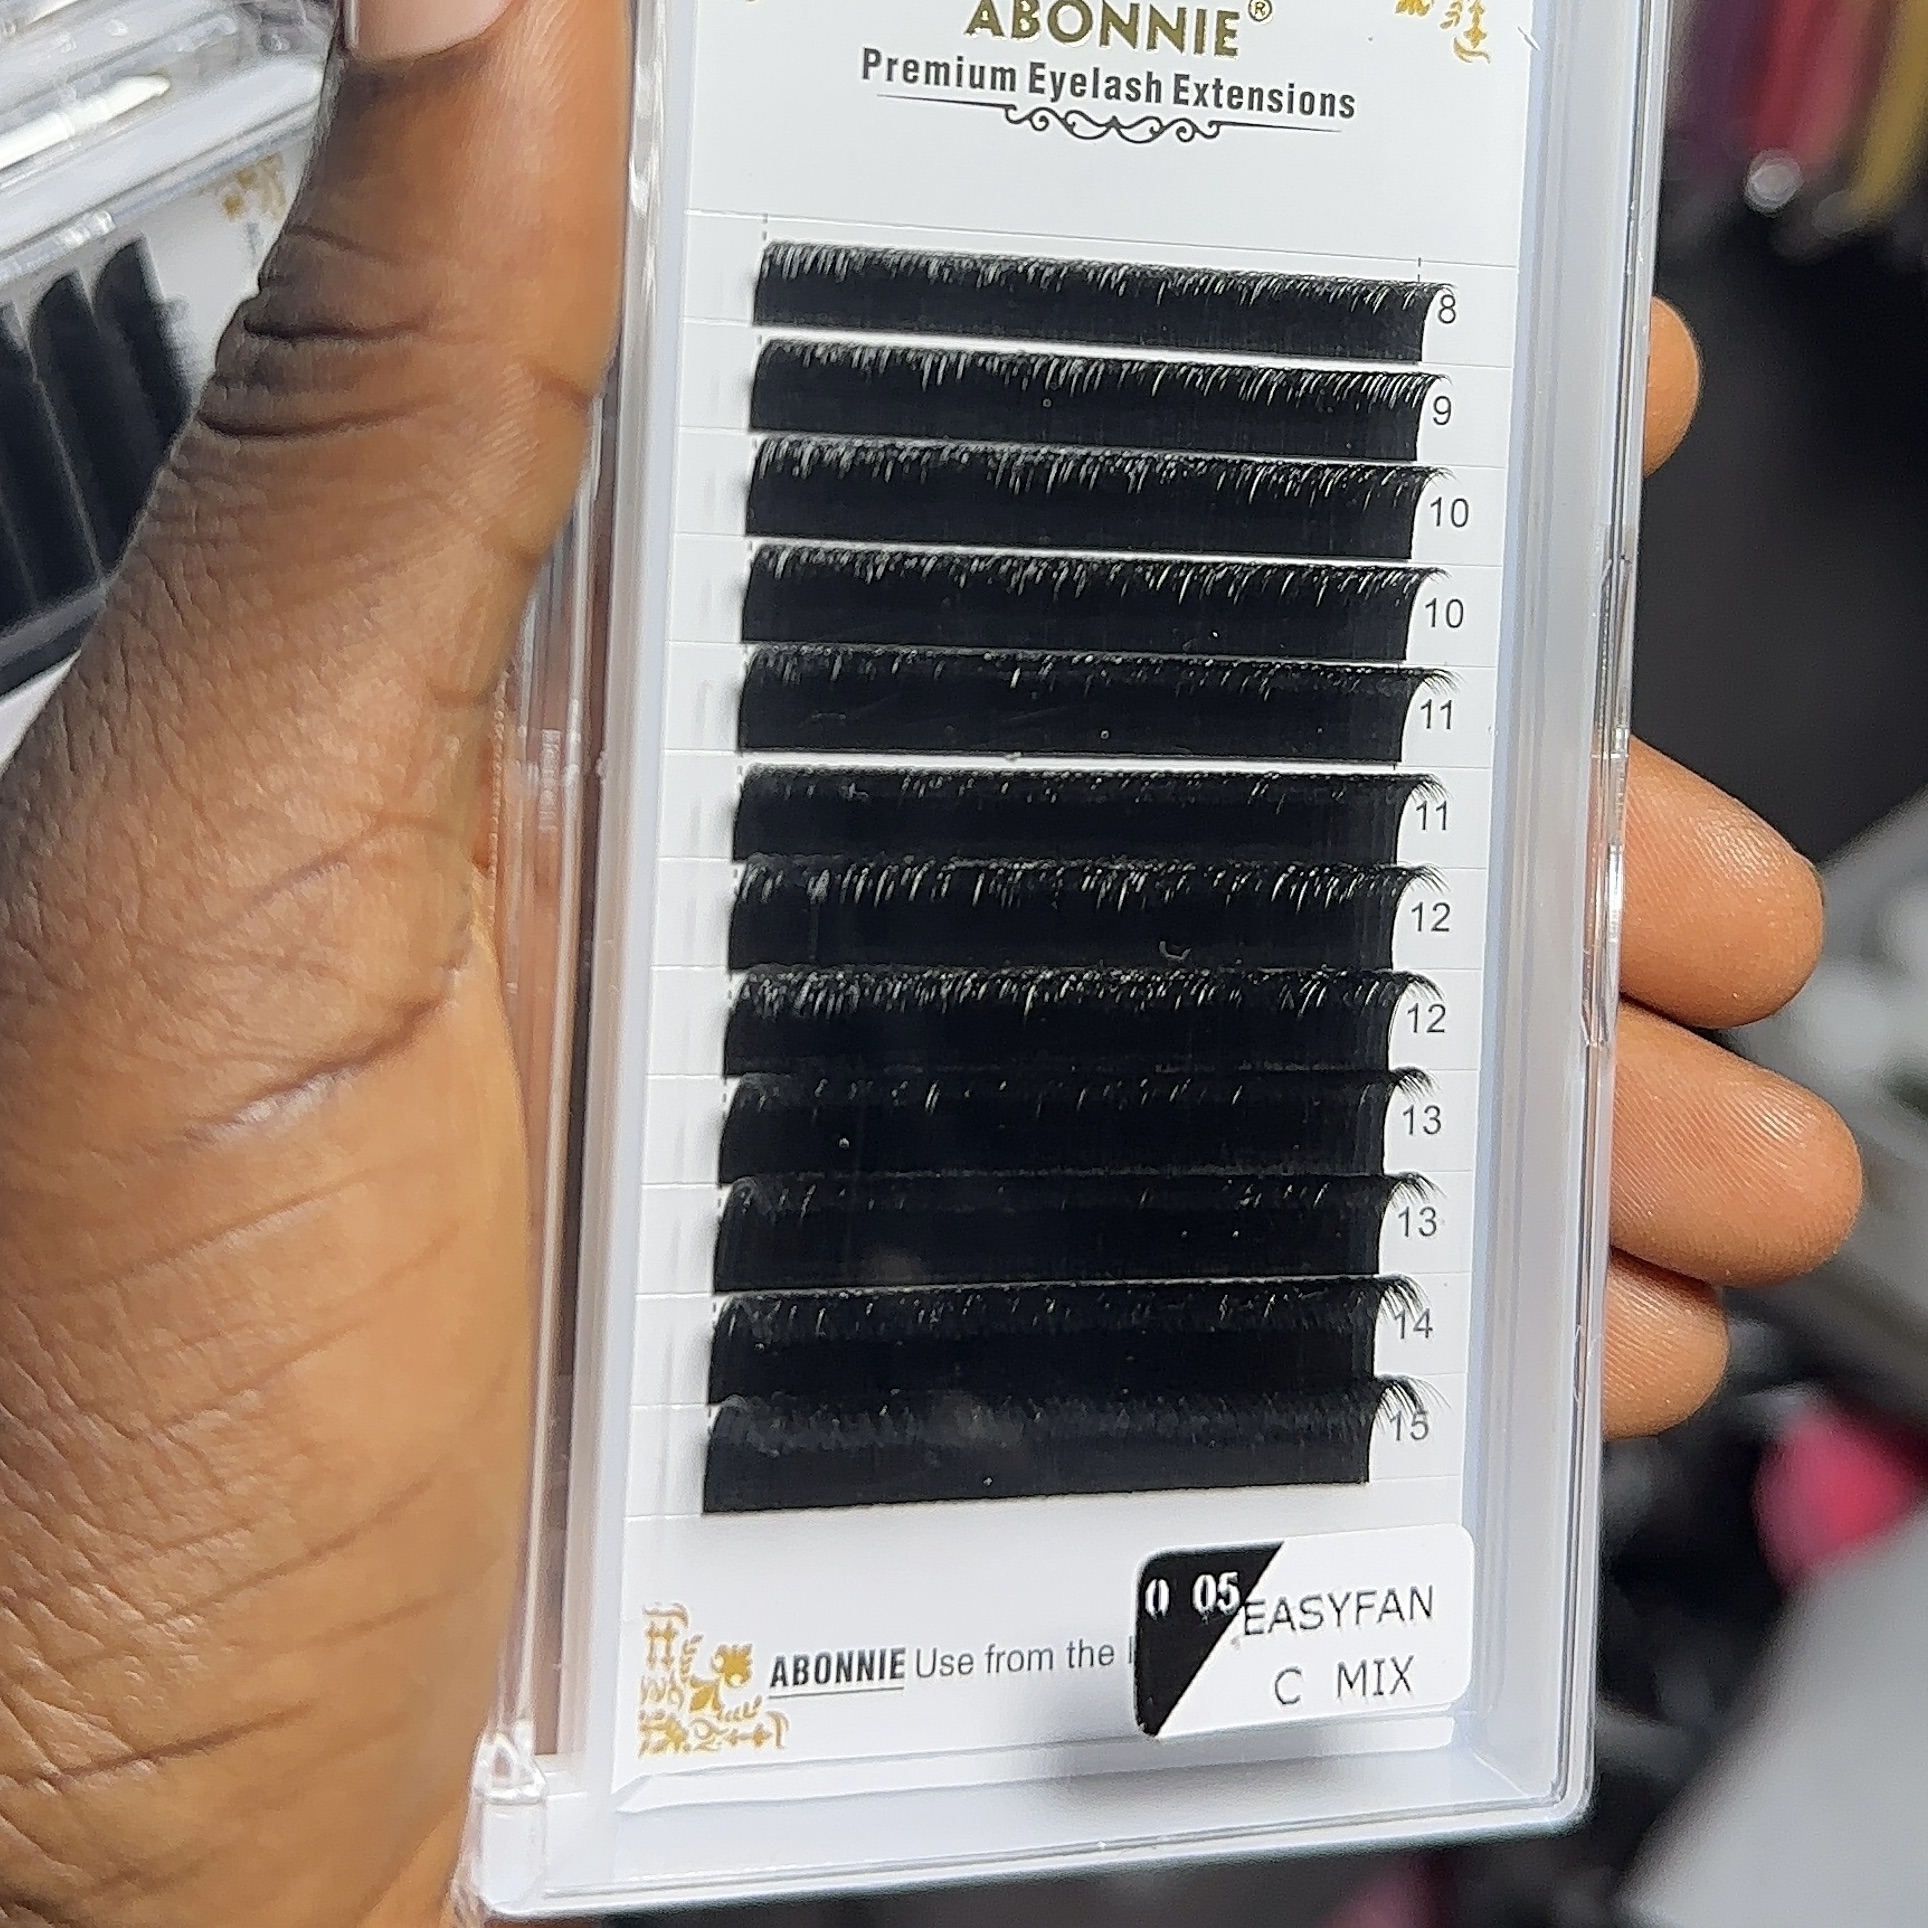 ABONNIE®
Premium Eyelash Extensions
8
9
10
10
11
11
12
12
13
13
14
15
0 05 EASYFAN
C MIX
ABONNIE Use from the